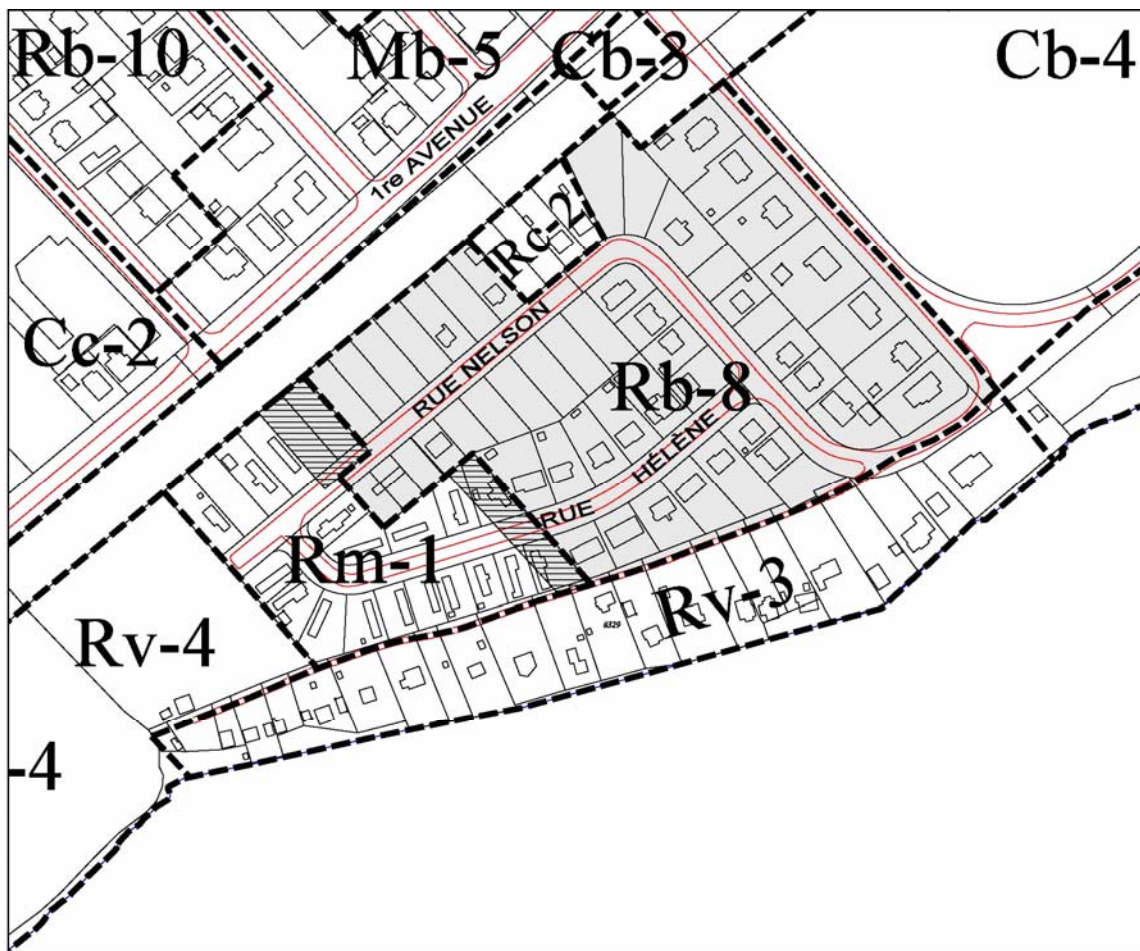 Rb-10
Mb-5
Cb-3
Cb-4
1re AVENUE
Rc-2
Cc-2
RUE NELSON
Rb-8
RUE HÉLÈNE
Rm-1
Rv-3
6329
Rv-4
-4